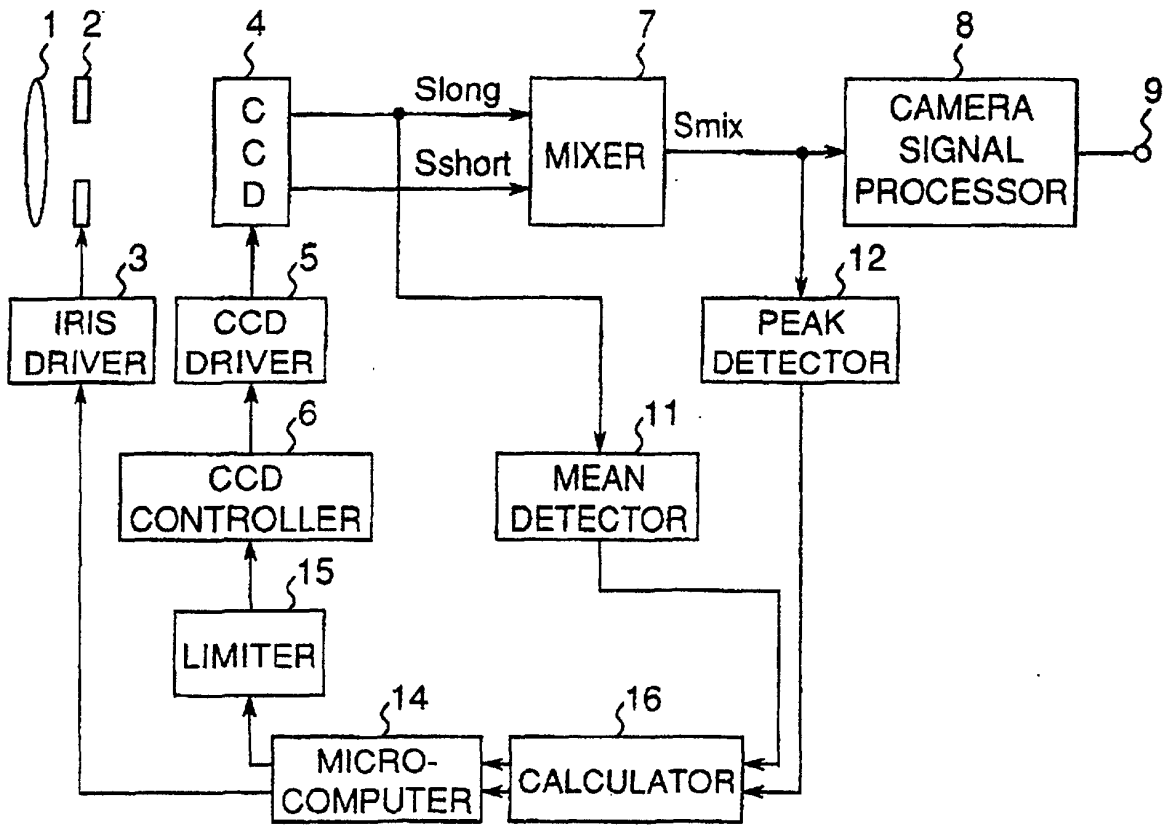 1
2
4
7
8
9
C
C
D
Slong
Sshort
MIXER
Smix
CAMERA
SIGNAL
PROCESSOR
3
5
12
IRIS
DRIVER
CCD
DRIVER
PEAK
DETECTOR
6
11
CCD
CONTROLLER
MEAN
DETECTOR
15
LIMITER
14
16
MICRO-
COMPUTER
CALCULATOR